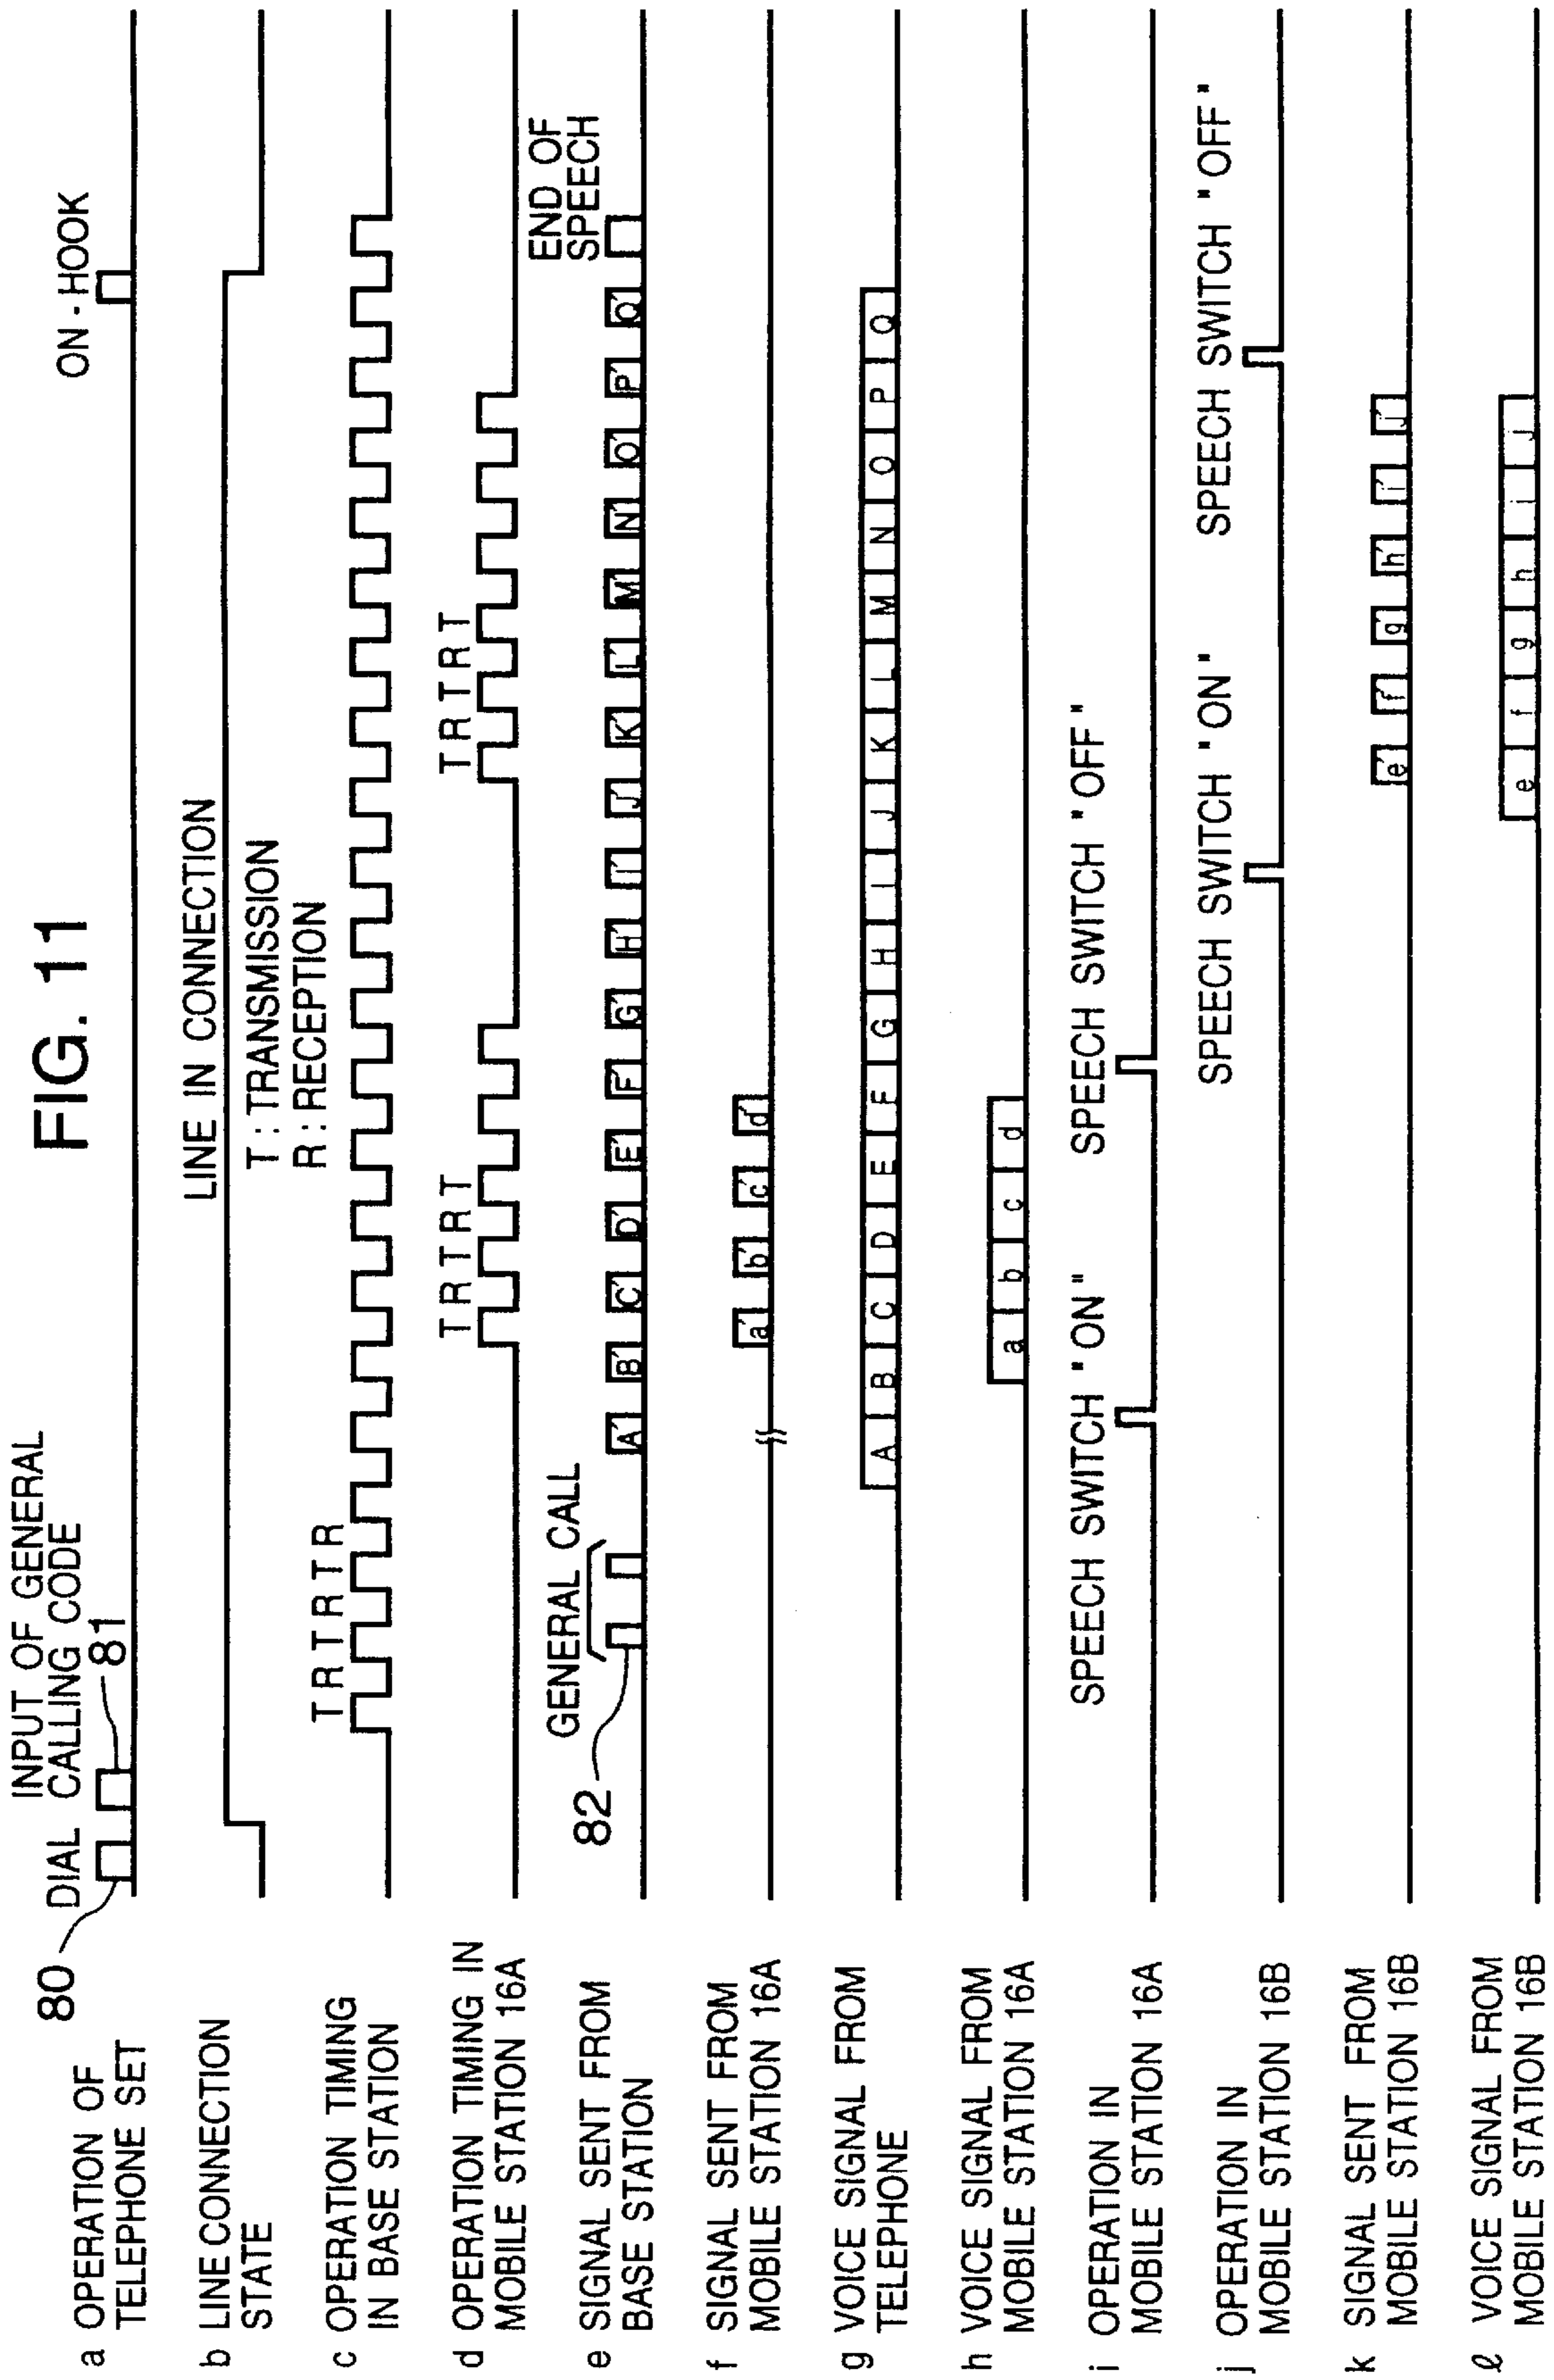 FIG. 11
a OPERATION OF
TELEPHONE SET
80
DIAL
INPUT OF GENERAL
CALLING CODE
81
ON - HOOK
b LINE CONNECTION
STATE
LINE IN CONNECTION
T : TRANSMISSION
R : RECEPTION
c OPERATION TIMING
IN BASE STATION
T R T R T R
d OPERATION TIMING IN
MOBILE STATION 16A
T R T R T
T R T R T
e SIGNAL SENT FROM
BASE STATION
82
GENERAL CALL
A' B' C' D' E' F' G' H' I' J' K' L' M' N' O' P' Q'
END OF
SPEECH
f SIGNAL SENT FROM
MOBILE STATION 16A
a' b' c' d'
g VOICE SIGNAL FROM
TELEPHONE
A B C D E F G H I J K L M N O P Q
h VOICE SIGNAL FROM
MOBILE STATION 16A
a b c d
i OPERATION IN
MOBILE STATION 16A
SPEECH SWITCH "ON"
SPEECH SWITCH "OFF"
j OPERATION IN
MOBILE STATION 16B
SPEECH SWITCH "ON"
SPEECH SWITCH "OFF"
k SIGNAL SENT FROM
MOBILE STATION 16B
e' f' g' h' i' j'
ℓ VOICE SIGNAL FROM
MOBILE STATION 16B
e f g h i j